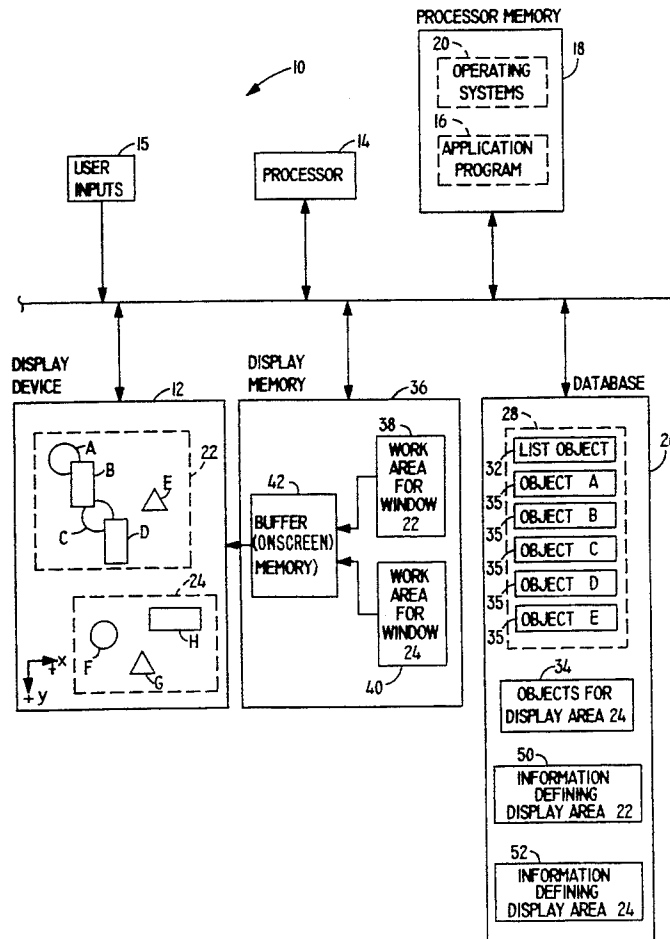 PROCESSOR MEMORY
10
20
OPERATING
SYSTEMS
18
16
APPLICATION
PROGRAM
15
USER
INPUTS
14
PROCESSOR
DISPLAY
DEVICE
12
A
B
22
E
C
D
24
F
H
G
+x
+y
DISPLAY
MEMORY
36
38
WORK
AREA
FOR
WINDOW
22
42
BUFFER
(ONSCREEN)
MEMORY)
WORK
AREA
FOR
WINDOW
24
40
DATABASE
28
32
LIST OBJECT
35
OBJECT A
35
OBJECT B
35
OBJECT C
35
OBJECT D
35
OBJECT E
34
OBJECTS FOR
DISPLAY AREA 24
50
INFORMATION
DEFINING
DISPLAY AREA 22
52
INFORMATION
DEFINING
DISPLAY AREA 24